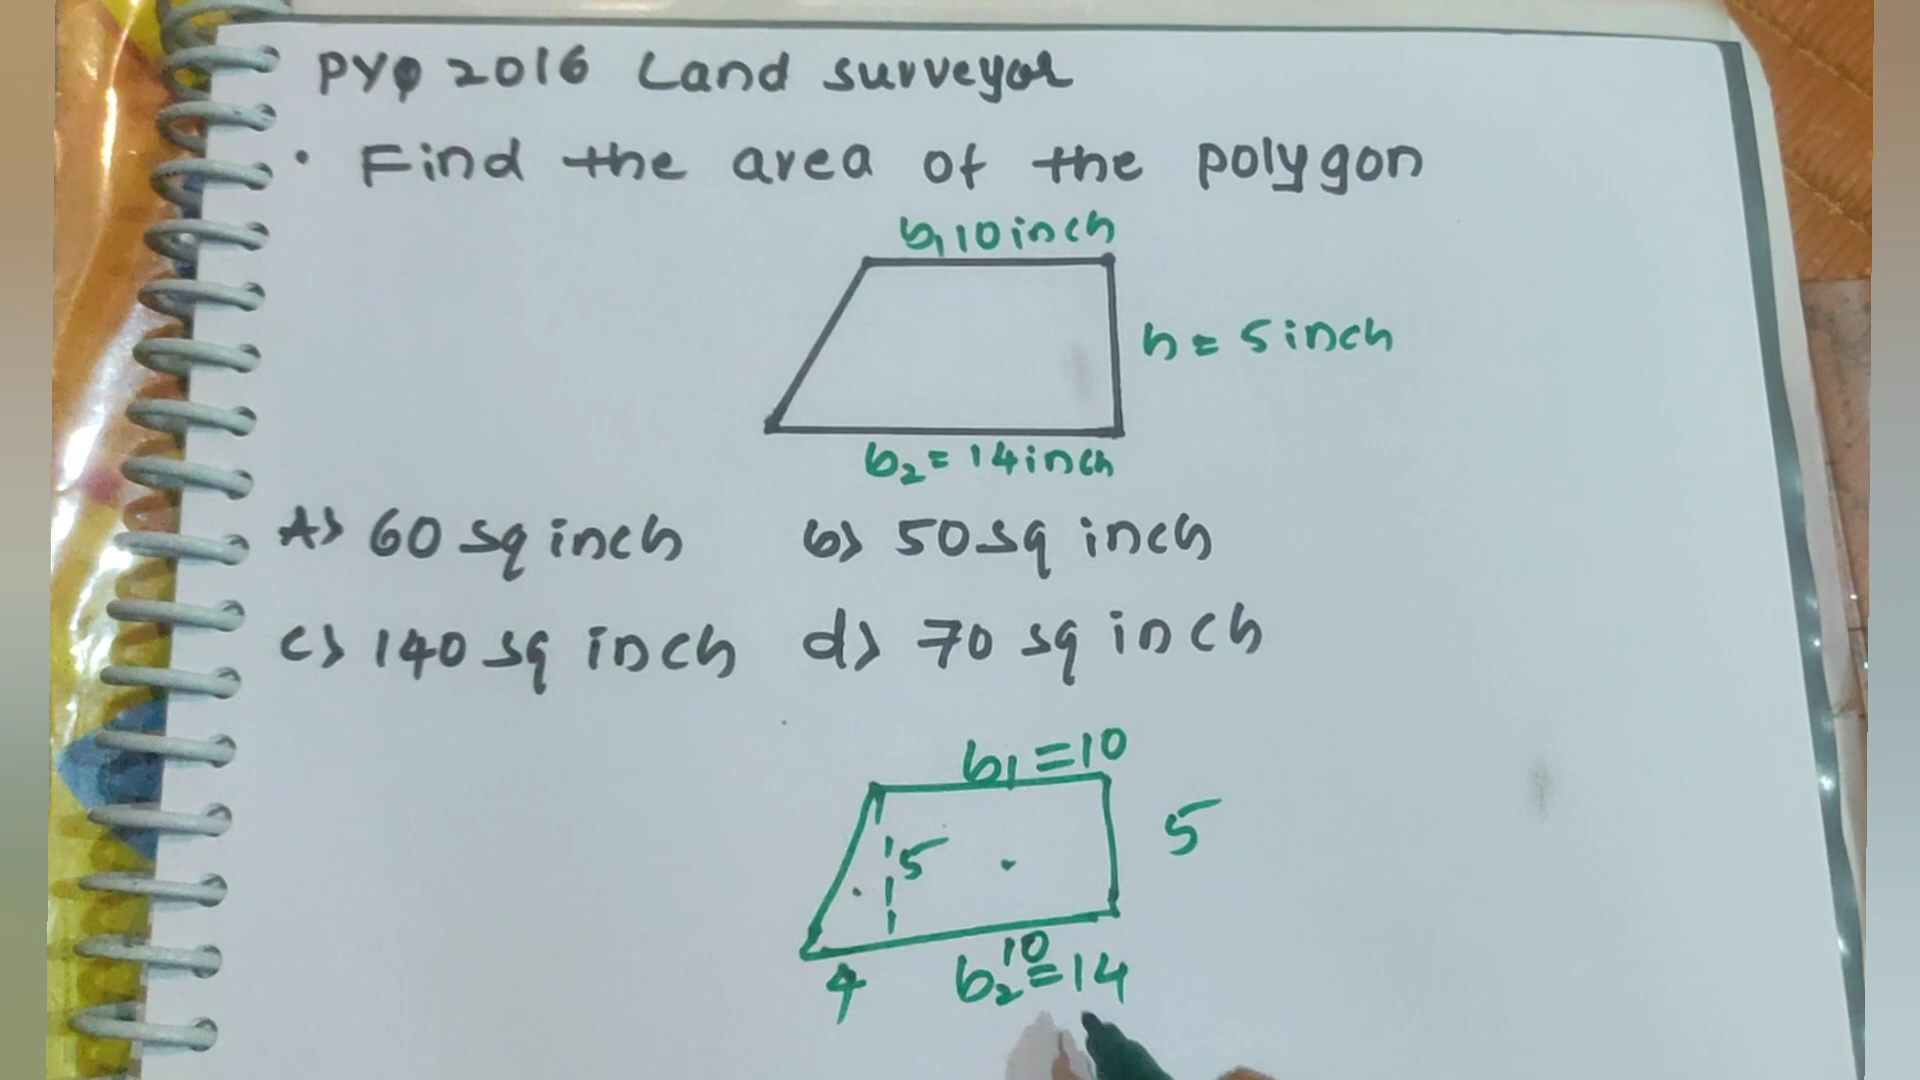 PYQ 2016 Land surveyor
• Find the area of the polygon
b₁ 10 inch
h = 5 inch
b₂ = 14 inch
A) 60 sq inch b) 50 sq inch
c) 140 sq inch d) 70 sq inch
b₁ = 10
5
5
10
4
b₂ = 14